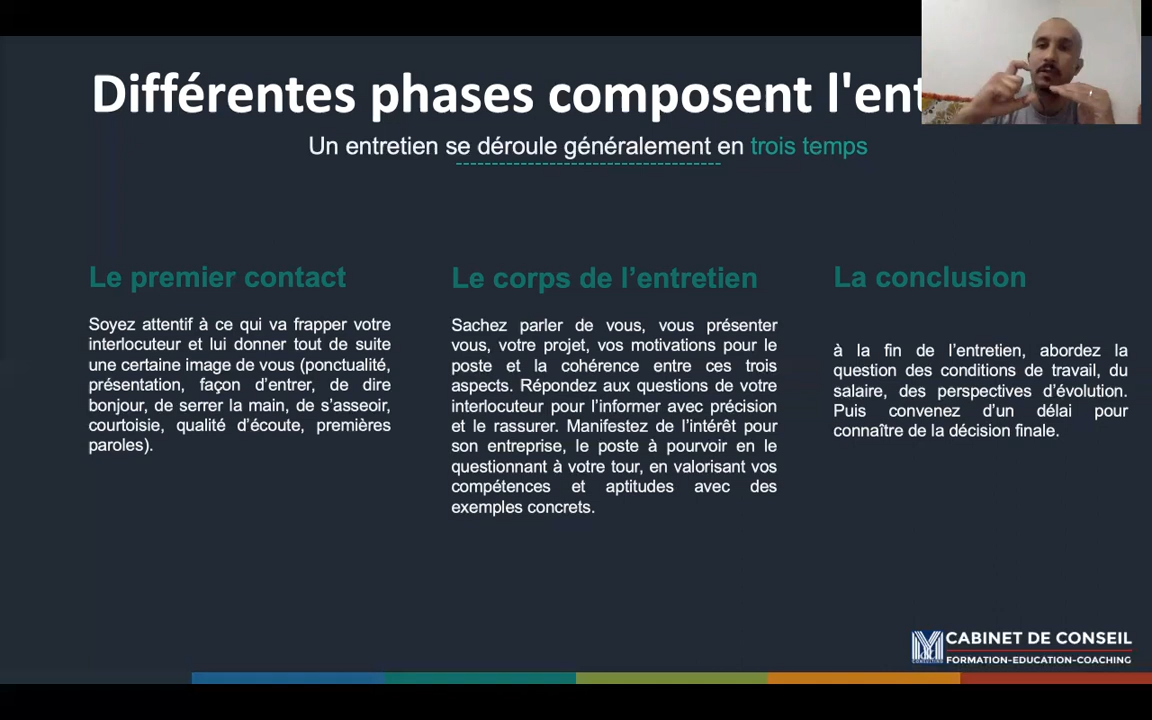 Différentes phases composent l'ent
Un entretien se déroule généralement en trois temps
Le premier contact
Soyez attentif à ce qui va frapper votre
interlocuteur et lui donner tout de suite
une certaine image de vous (ponctualité,
présentation, façon d'entrer, de dire
bonjour, de serrer la main, de s'asseoir,
courtoisie, qualité d'écoute, premières
paroles).
Le corps de l’entretien
Sachez parler de vous, vous présenter
vous, votre projet, vos motivations pour le
poste et la cohérence entre ces trois
aspects. Répondez aux questions de votre
interlocuteur pour l’informer avec précision
et le rassurer. Manifestez de l’intérêt pour
son entreprise, le poste à pourvoir en le
questionnant à votre tour, en valorisant vos
compétences et aptitudes avec des
exemples concrets.
La conclusion
à la fin de l’entretien, abordez la
question des conditions de travail, du
salaire, des perspectives d’évolution.
Puis convenez d’un délai pour
connaître de la décision finale.
CABINET DE CONSEIL
FORMATION-EDUCATION-COACHING